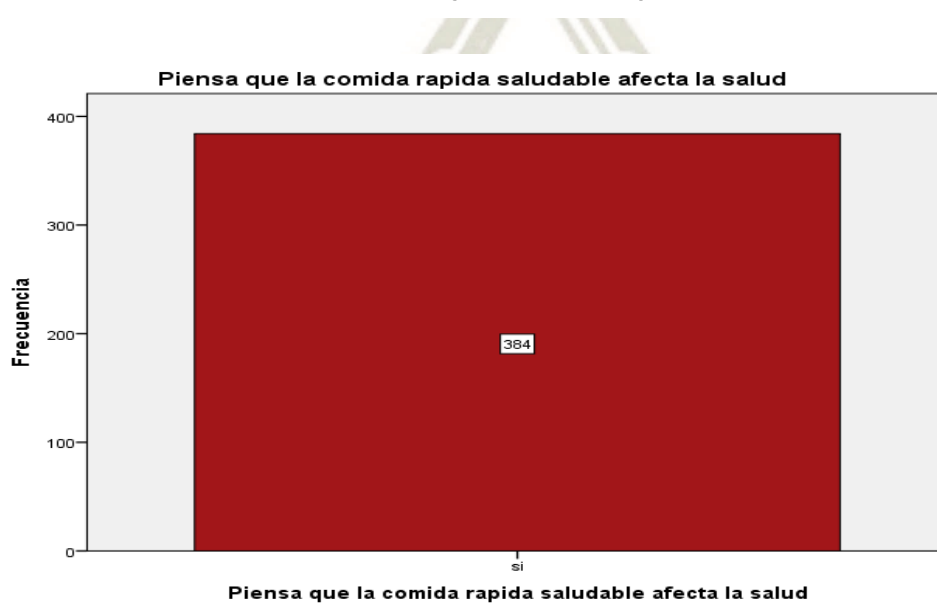 Piensa que la comida rapida saludable afecta la salud
400
300
200
100
0
Frecuencia
384
si
Piensa que la comida rapida saludable afecta la salud